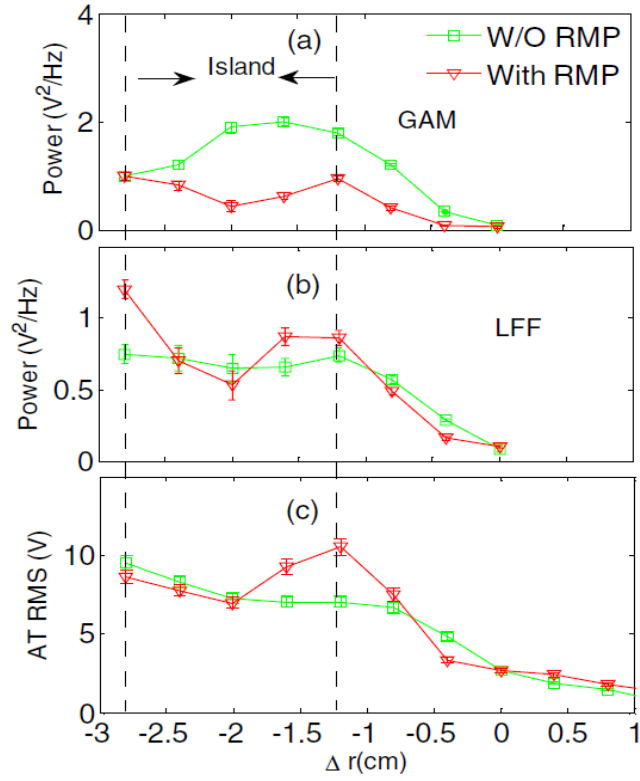 (a)
W/O RMP
With RMP
Island
GAM
Power (V²/Hz)
4
2
0
(b)
LFF
Power (V²/Hz)
1
0.5
0
(c)
AT RMS (V)
10
5
0
-3 -2.5 -2 -1.5 -1 -0.5 0 0.5 1
Δ r(cm)